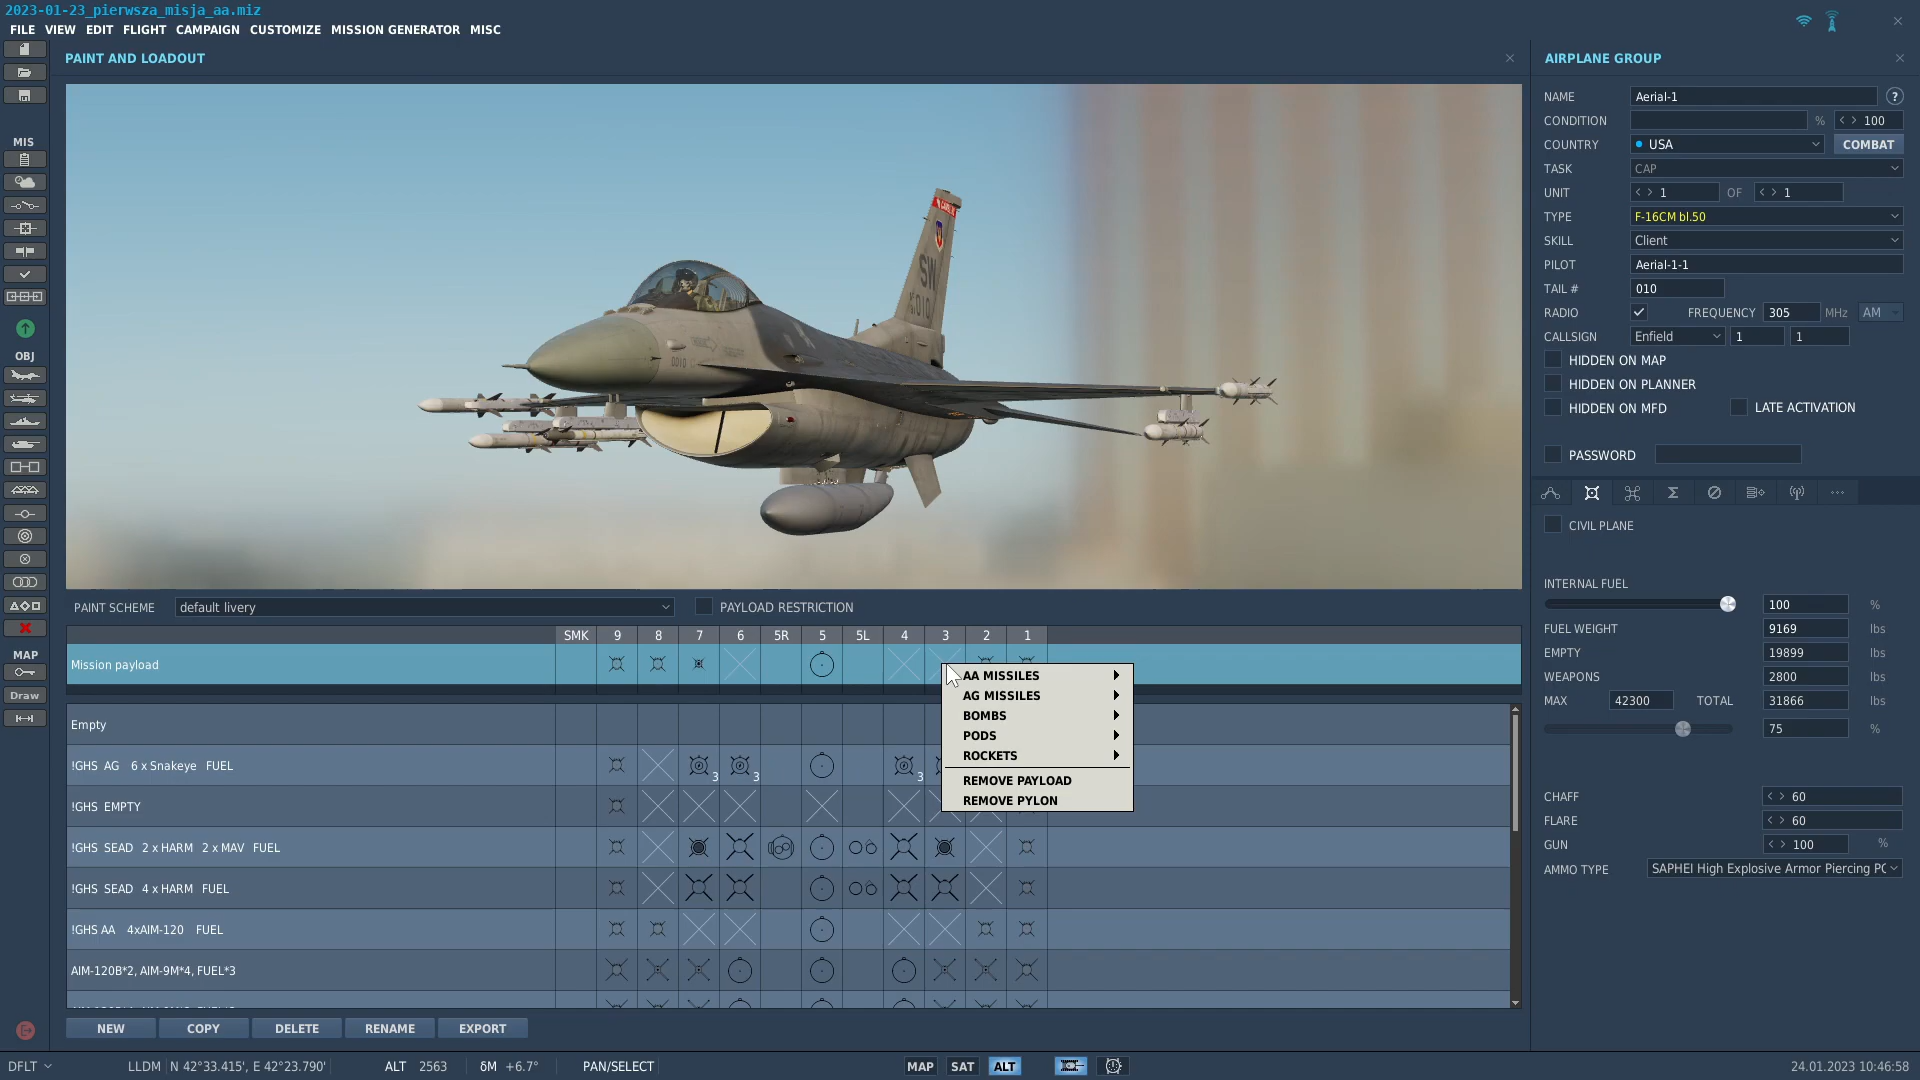 2023-01-23_pierwsza_misja_aa.miz
FILE VIEW EDIT FLIGHT CAMPAIGN CUSTOMIZE MISSION GENERATOR MISC
PAINT AND LOADOUT
MIS
OBJ
MAP
Draw
SW
010
PAINT SCHEME default livery PAYLOAD RESTRICTION
SMK 9 8 7 6 5R 5 5L 4 3 2 1
Mission payload
Empty
!GHS AG 6 x Snakeye FUEL 3 3 3
!GHS EMPTY
!GHS SEAD 2 x HARM 2 x MAV FUEL
!GHS SEAD 4 x HARM FUEL
!GHS AA 4xAIM-120 FUEL
AIM-120B*2, AIM-9M*4, FUEL*3
AA MISSILES
AG MISSILES
BOMBS
PODS
ROCKETS
REMOVE PAYLOAD
REMOVE PYLON
NEW COPY DELETE RENAME EXPORT
AIRPLANE GROUP
NAME Aerial-1 ?
CONDITION % 100
COUNTRY USA COMBAT
TASK CAP
UNIT 1 OF 1
TYPE F-16CM bl.50
SKILL Client
PILOT Aerial-1-1
TAIL # 010
RADIO FREQUENCY 305 MHz AM
CALLSIGN Enfield 1 1
HIDDEN ON MAP
HIDDEN ON PLANNER
HIDDEN ON MFD LATE ACTIVATION
PASSWORD
CIVIL PLANE
INTERNAL FUEL
100 %
FUEL WEIGHT 9169 lbs
EMPTY 19899 lbs
WEAPONS 2800 lbs
MAX 42300 TOTAL 31866 lbs
75 %
CHAFF 60
FLARE 60
GUN 100 %
AMMO TYPE SAPHEI High Explosive Armor Piercing PG
DFLT LLDM N 42°33.415', E 42°23.790' ALT 2563 δM +6.7° PAN/SELECT MAP SAT ALT 24.01.2023 10:46:58